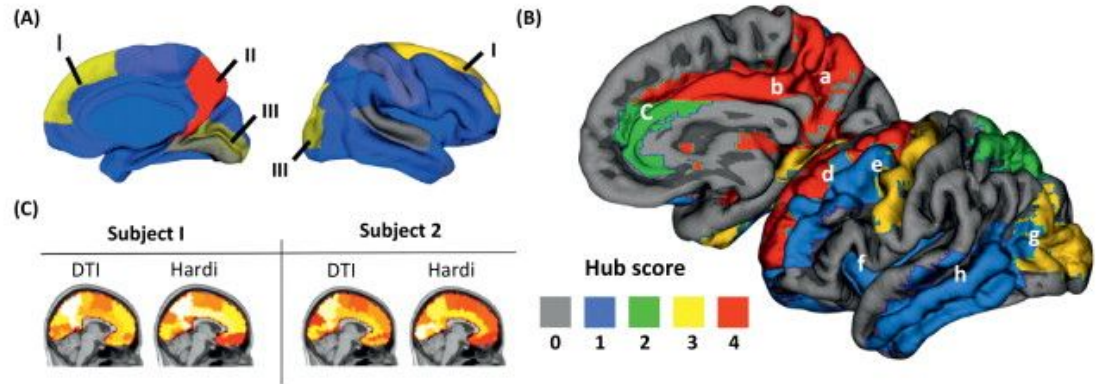 (A)
I
II
III
I
III
(B)
a
b
C
d
e
f
g
h
Hub score
0 1 2 3 4
(C)
Subject I Subject 2
DTI Hardi DTI Hardi